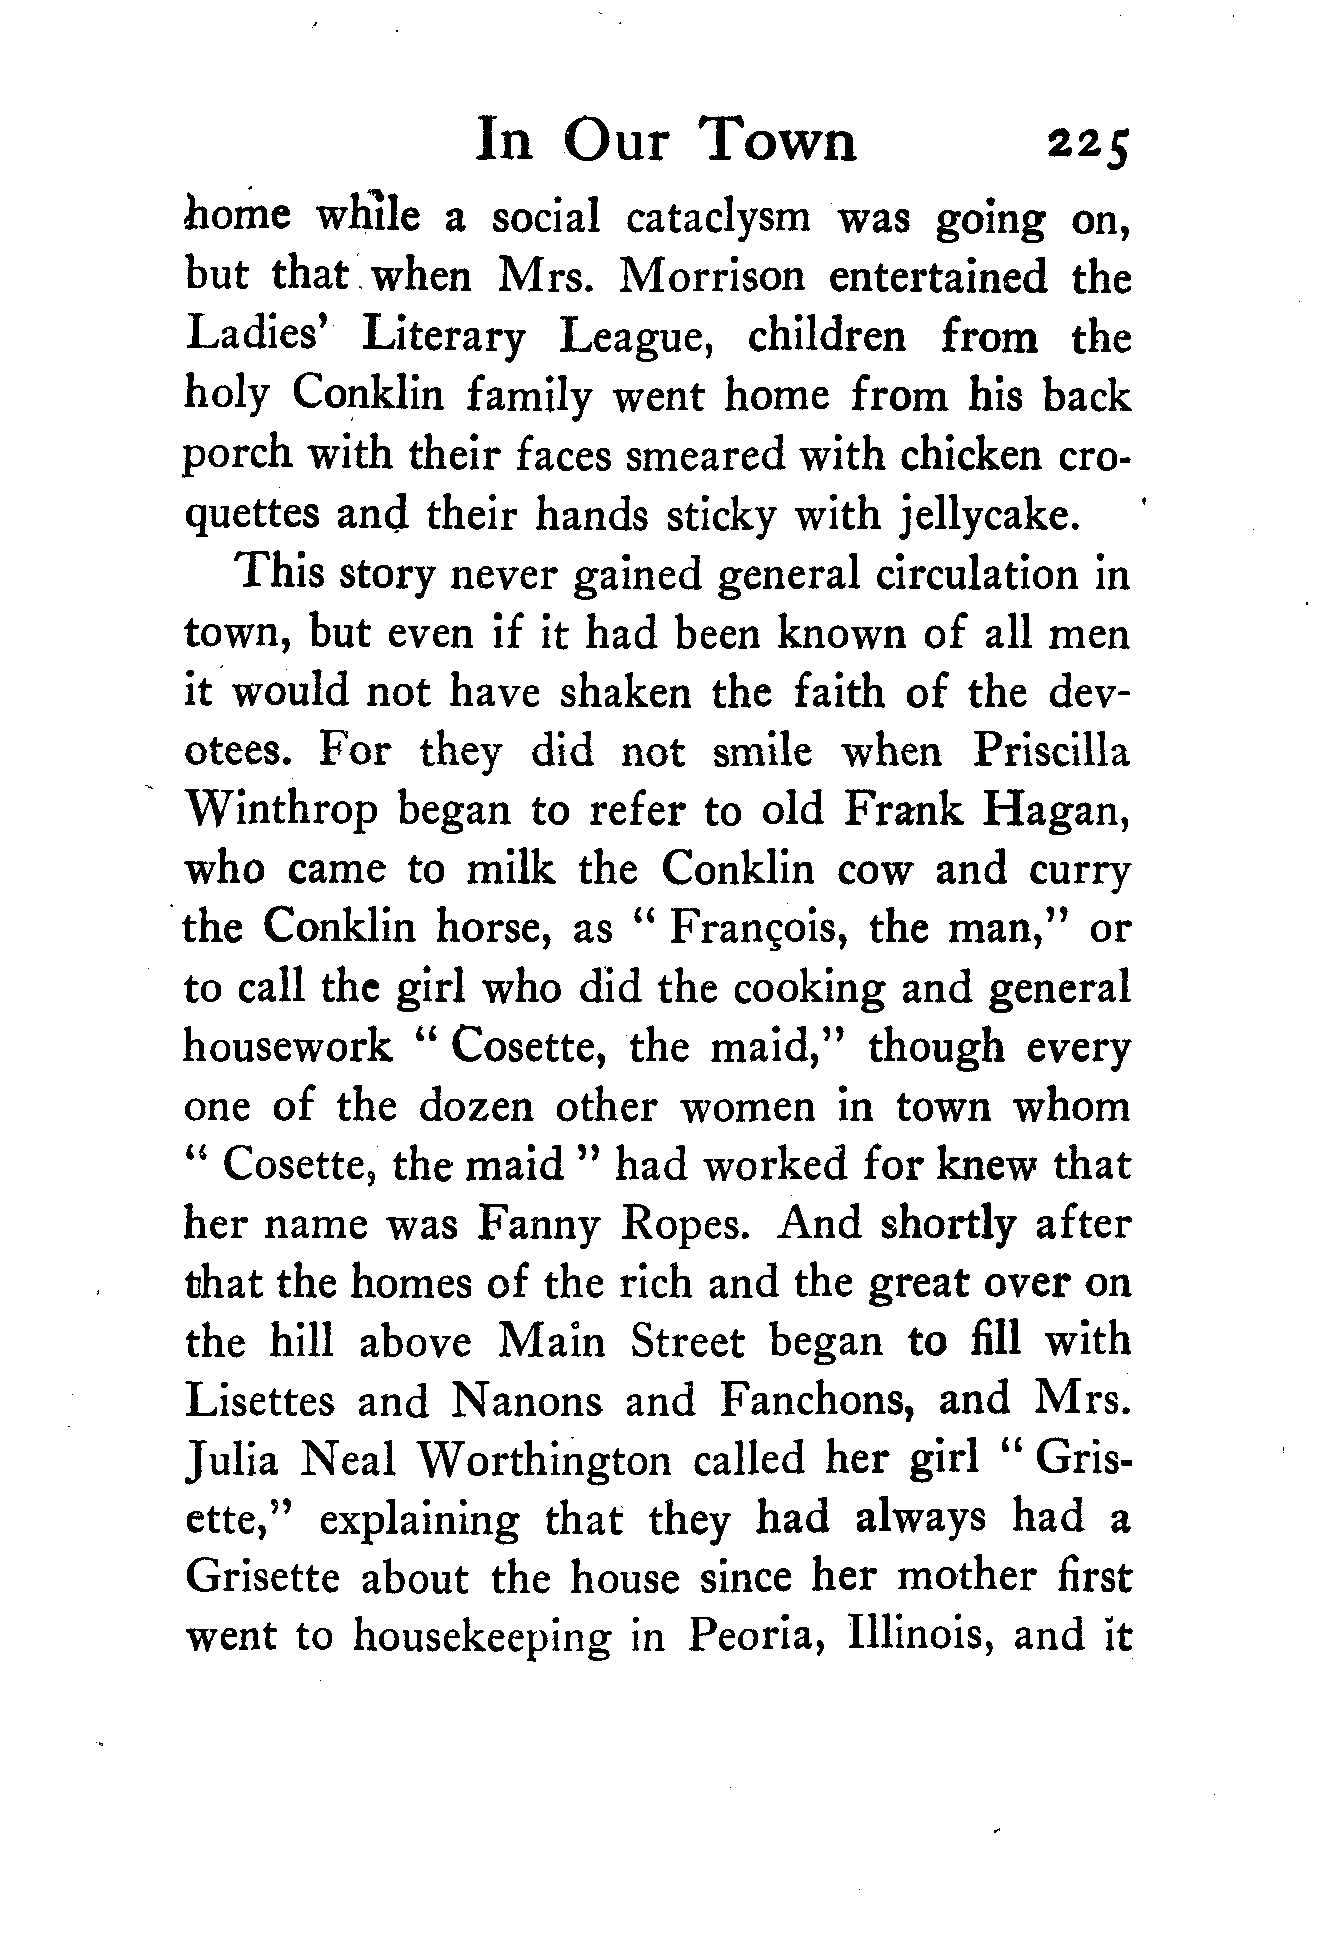 In Our Town 225
home while a social cataclysm was going on,
but that when Mrs. Morrison entertained the
Ladies' Literary League, children from the
holy Conklin family went home from his back
porch with their faces smeared with chicken cro-
quettes and their hands sticky with jellycake.
This story never gained general circulation in
town, but even if it had been known of all men
it would not have shaken the faith of the dev-
otees. For they did not smile when Priscilla
Winthrop began to refer to old Frank Hagan,
who came to milk the Conklin cow and curry
the Conklin horse, as " François, the man," or
to call the girl who did the cooking and general
housework " Cosette, the maid," though every
one of the dozen other women in town whom
" Cosette, the maid " had worked for knew that
her name was Fanny Ropes. And shortly after
that the homes of the rich and the great over on
the hill above Main Street began to fill with
Lisettes and Nanons and Fanchons, and Mrs.
Julia Neal Worthington called her girl " Gris-
ette," explaining that they had always had a
Grisette about the house since her mother first
went to housekeeping in Peoria, Illinois, and it